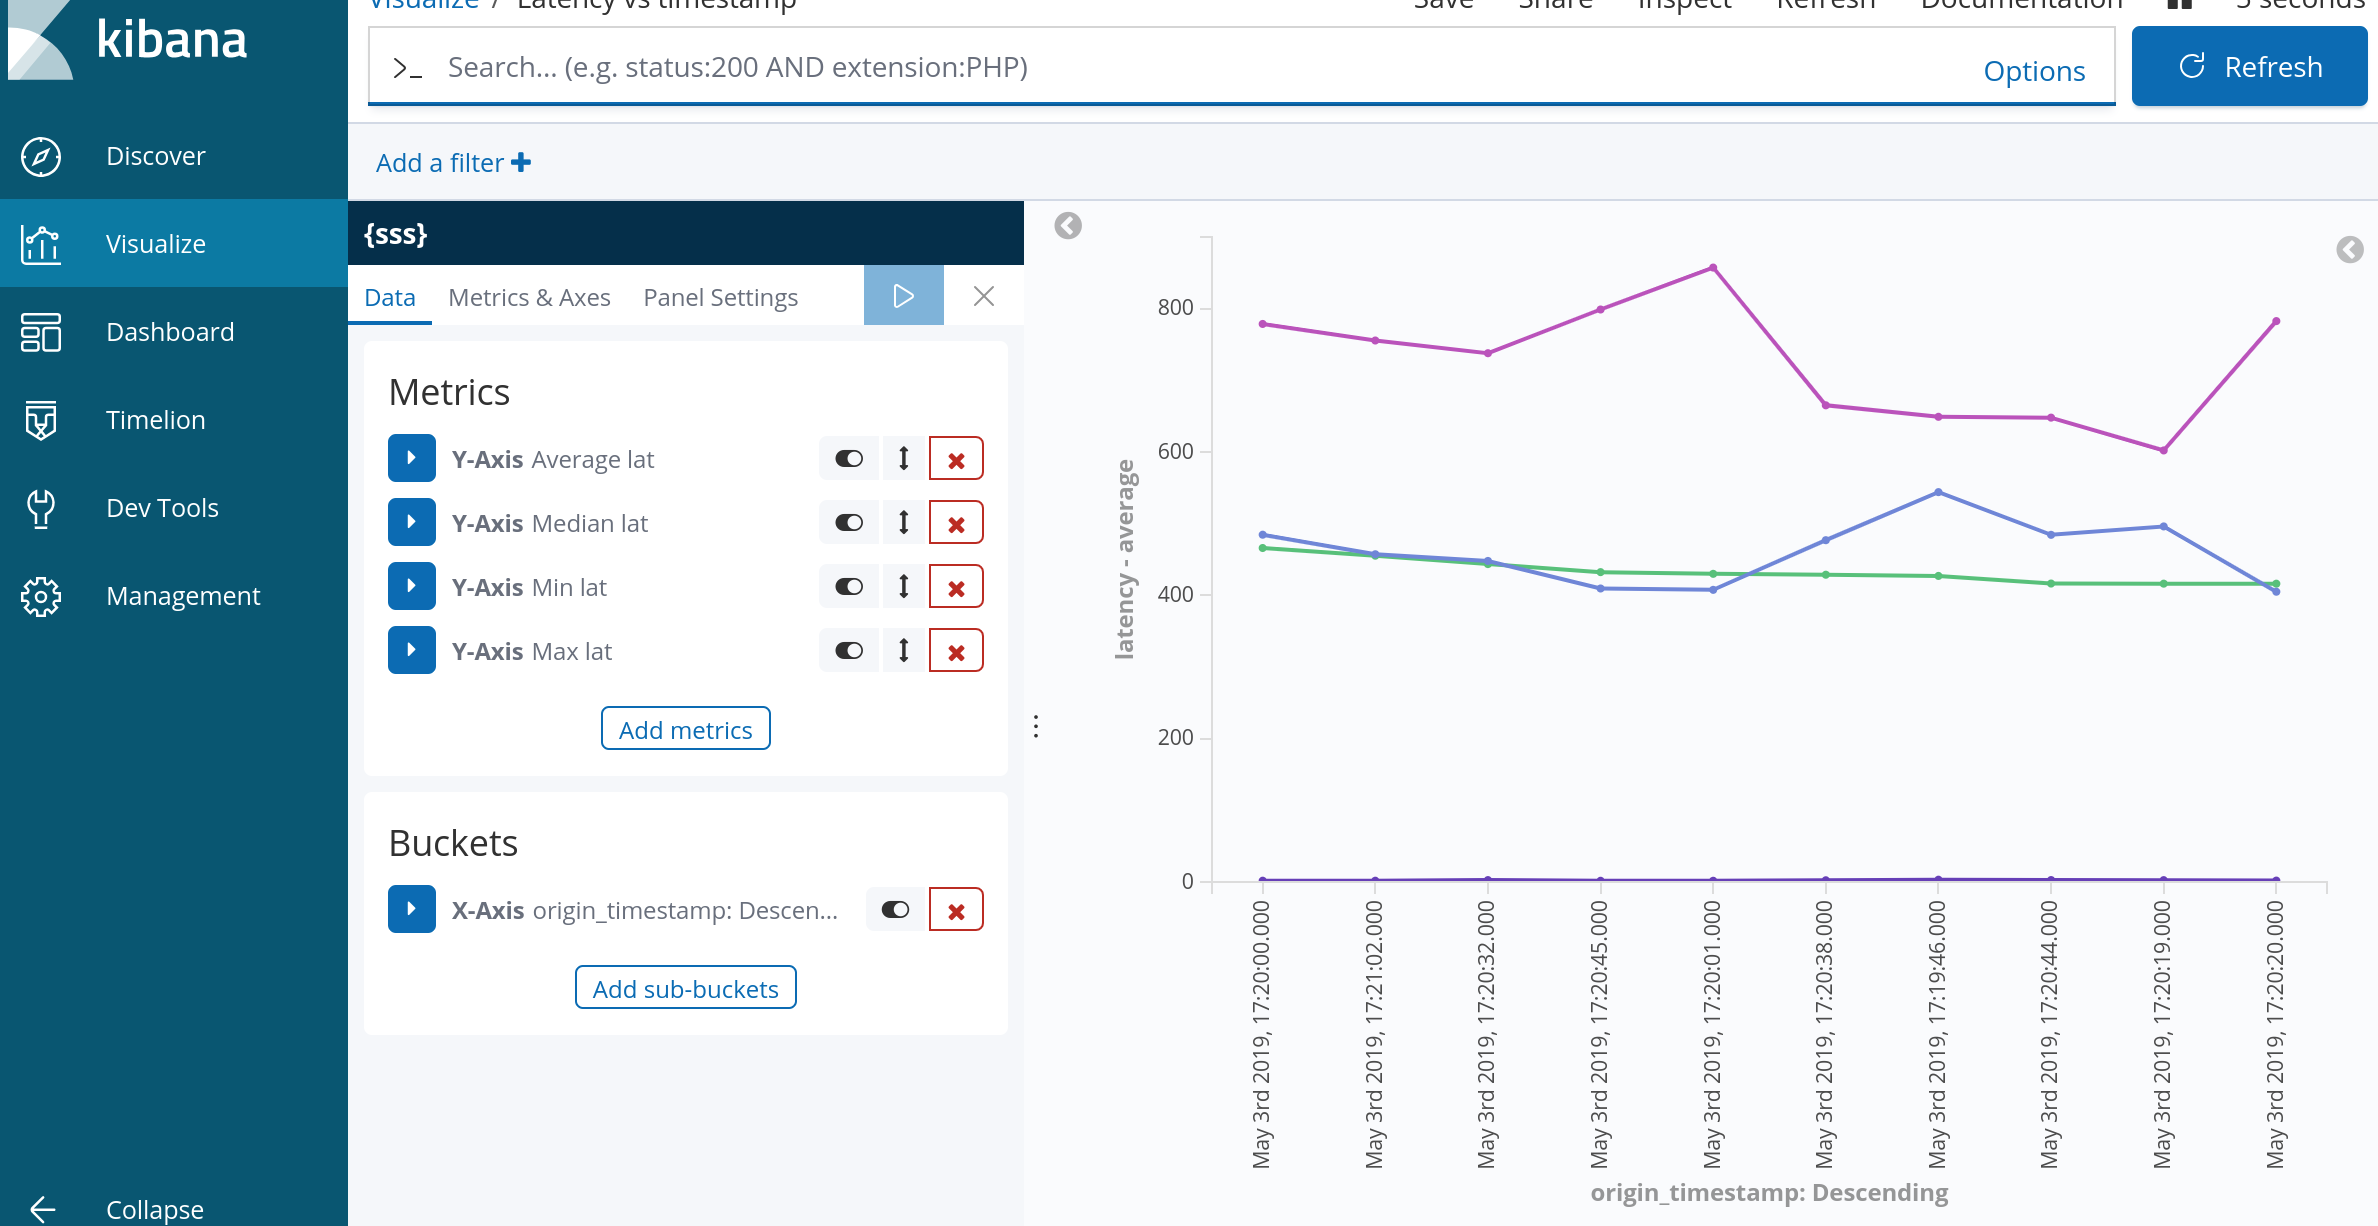 Visualize / Latency vs timestamp
Save Share Inspect Refresh Documentation 5 seconds
kibana
>_ Search... (e.g. status:200 AND extension:PHP) Options
Refresh
Discover
Visualize
Dashboard
Timelion
Dev Tools
Management
Collapse
Add a filter
{sss}
Data Metrics & Axes Panel Settings
Metrics
Y-Axis Average lat
Y-Axis Median lat
Y-Axis Min lat
Y-Axis Max lat
Add metrics
Buckets
X-Axis origin_timestamp: Descen...
Add sub-buckets
latency - average
800
600
400
200
0
May 3rd 2019, 17:20:00.000
May 3rd 2019, 17:21:02.000
May 3rd 2019, 17:20:32.000
May 3rd 2019, 17:20:45.000
May 3rd 2019, 17:20:01.000
May 3rd 2019, 17:20:38.000
May 3rd 2019, 17:19:46.000
May 3rd 2019, 17:20:44.000
May 3rd 2019, 17:20:19.000
May 3rd 2019, 17:20:20.000
origin_timestamp: Descending